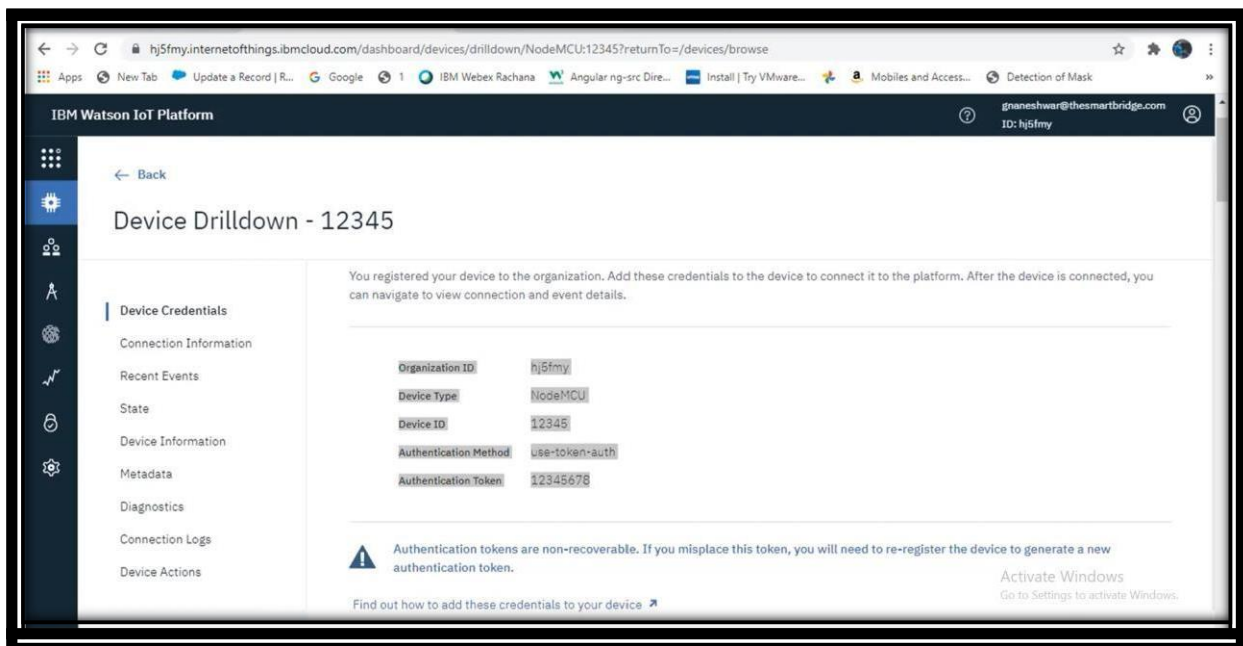 hj5fmy.internetofthings.ibmcloud.com/dashboard/devices/drilldown/NodeMCU:12345?returnTo=/devices/browse
Apps New Tab Update a Record | R... Google 1 IBM Webex Rachana Angular ng-src Dire... Install | Try VMware... Mobiles and Access... Detection of Mask »
IBM Watson IoT Platform
gnaneshwar@thesmartbridge.com
ID: hj5fmy
← Back
Device Drilldown - 12345
You registered your device to the organization. Add these credentials to the device to connect it to the platform. After the device is connected, you
can navigate to view connection and event details.
Device Credentials
Connection Information
Recent Events
State
Device Information
Metadata
Diagnostics
Connection Logs
Device Actions
Organization ID hj5fmy
Device Type NodeMCU
Device ID 12345
Authentication Method use-token-auth
Authentication Token 12345678
Authentication tokens are non-recoverable. If you misplace this token, you will need to re-register the device to generate a new
authentication token.
Find out how to add these credentials to your device
Activate Windows
Go to Settings to activate Windows.